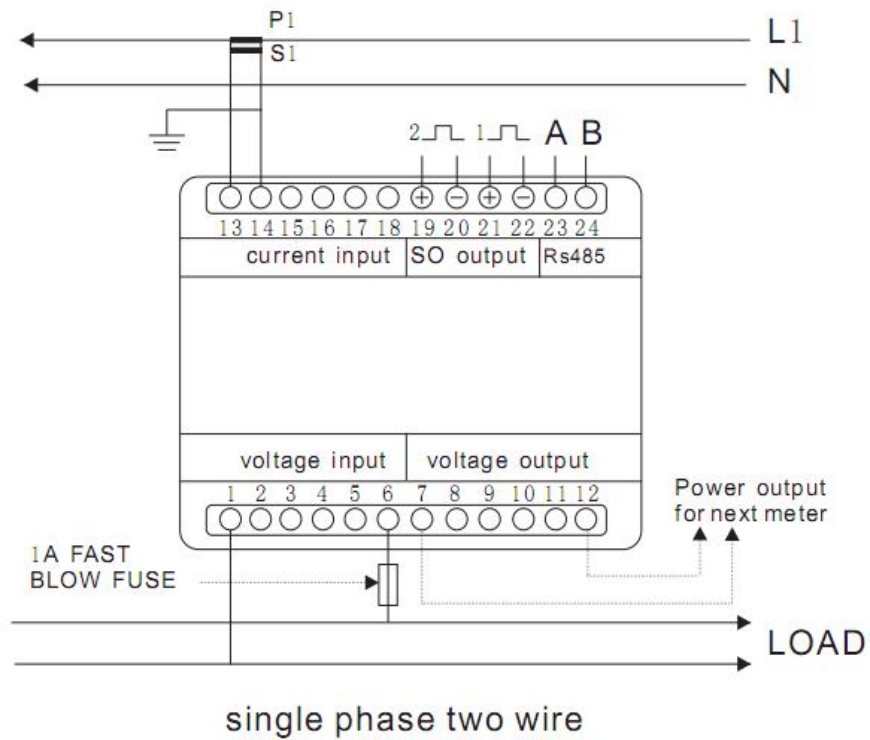 P1
L1
S1
N
2 1 A B
+ − + −
13 14 15 16 17 18 19 20 21 22 23 24
current input SO output Rs485
voltage input voltage output
1 2 3 4 5 6 7 8 9 10 11 12
Power output
for next meter
1A FAST
BLOW FUSE
LOAD
single phase two wire